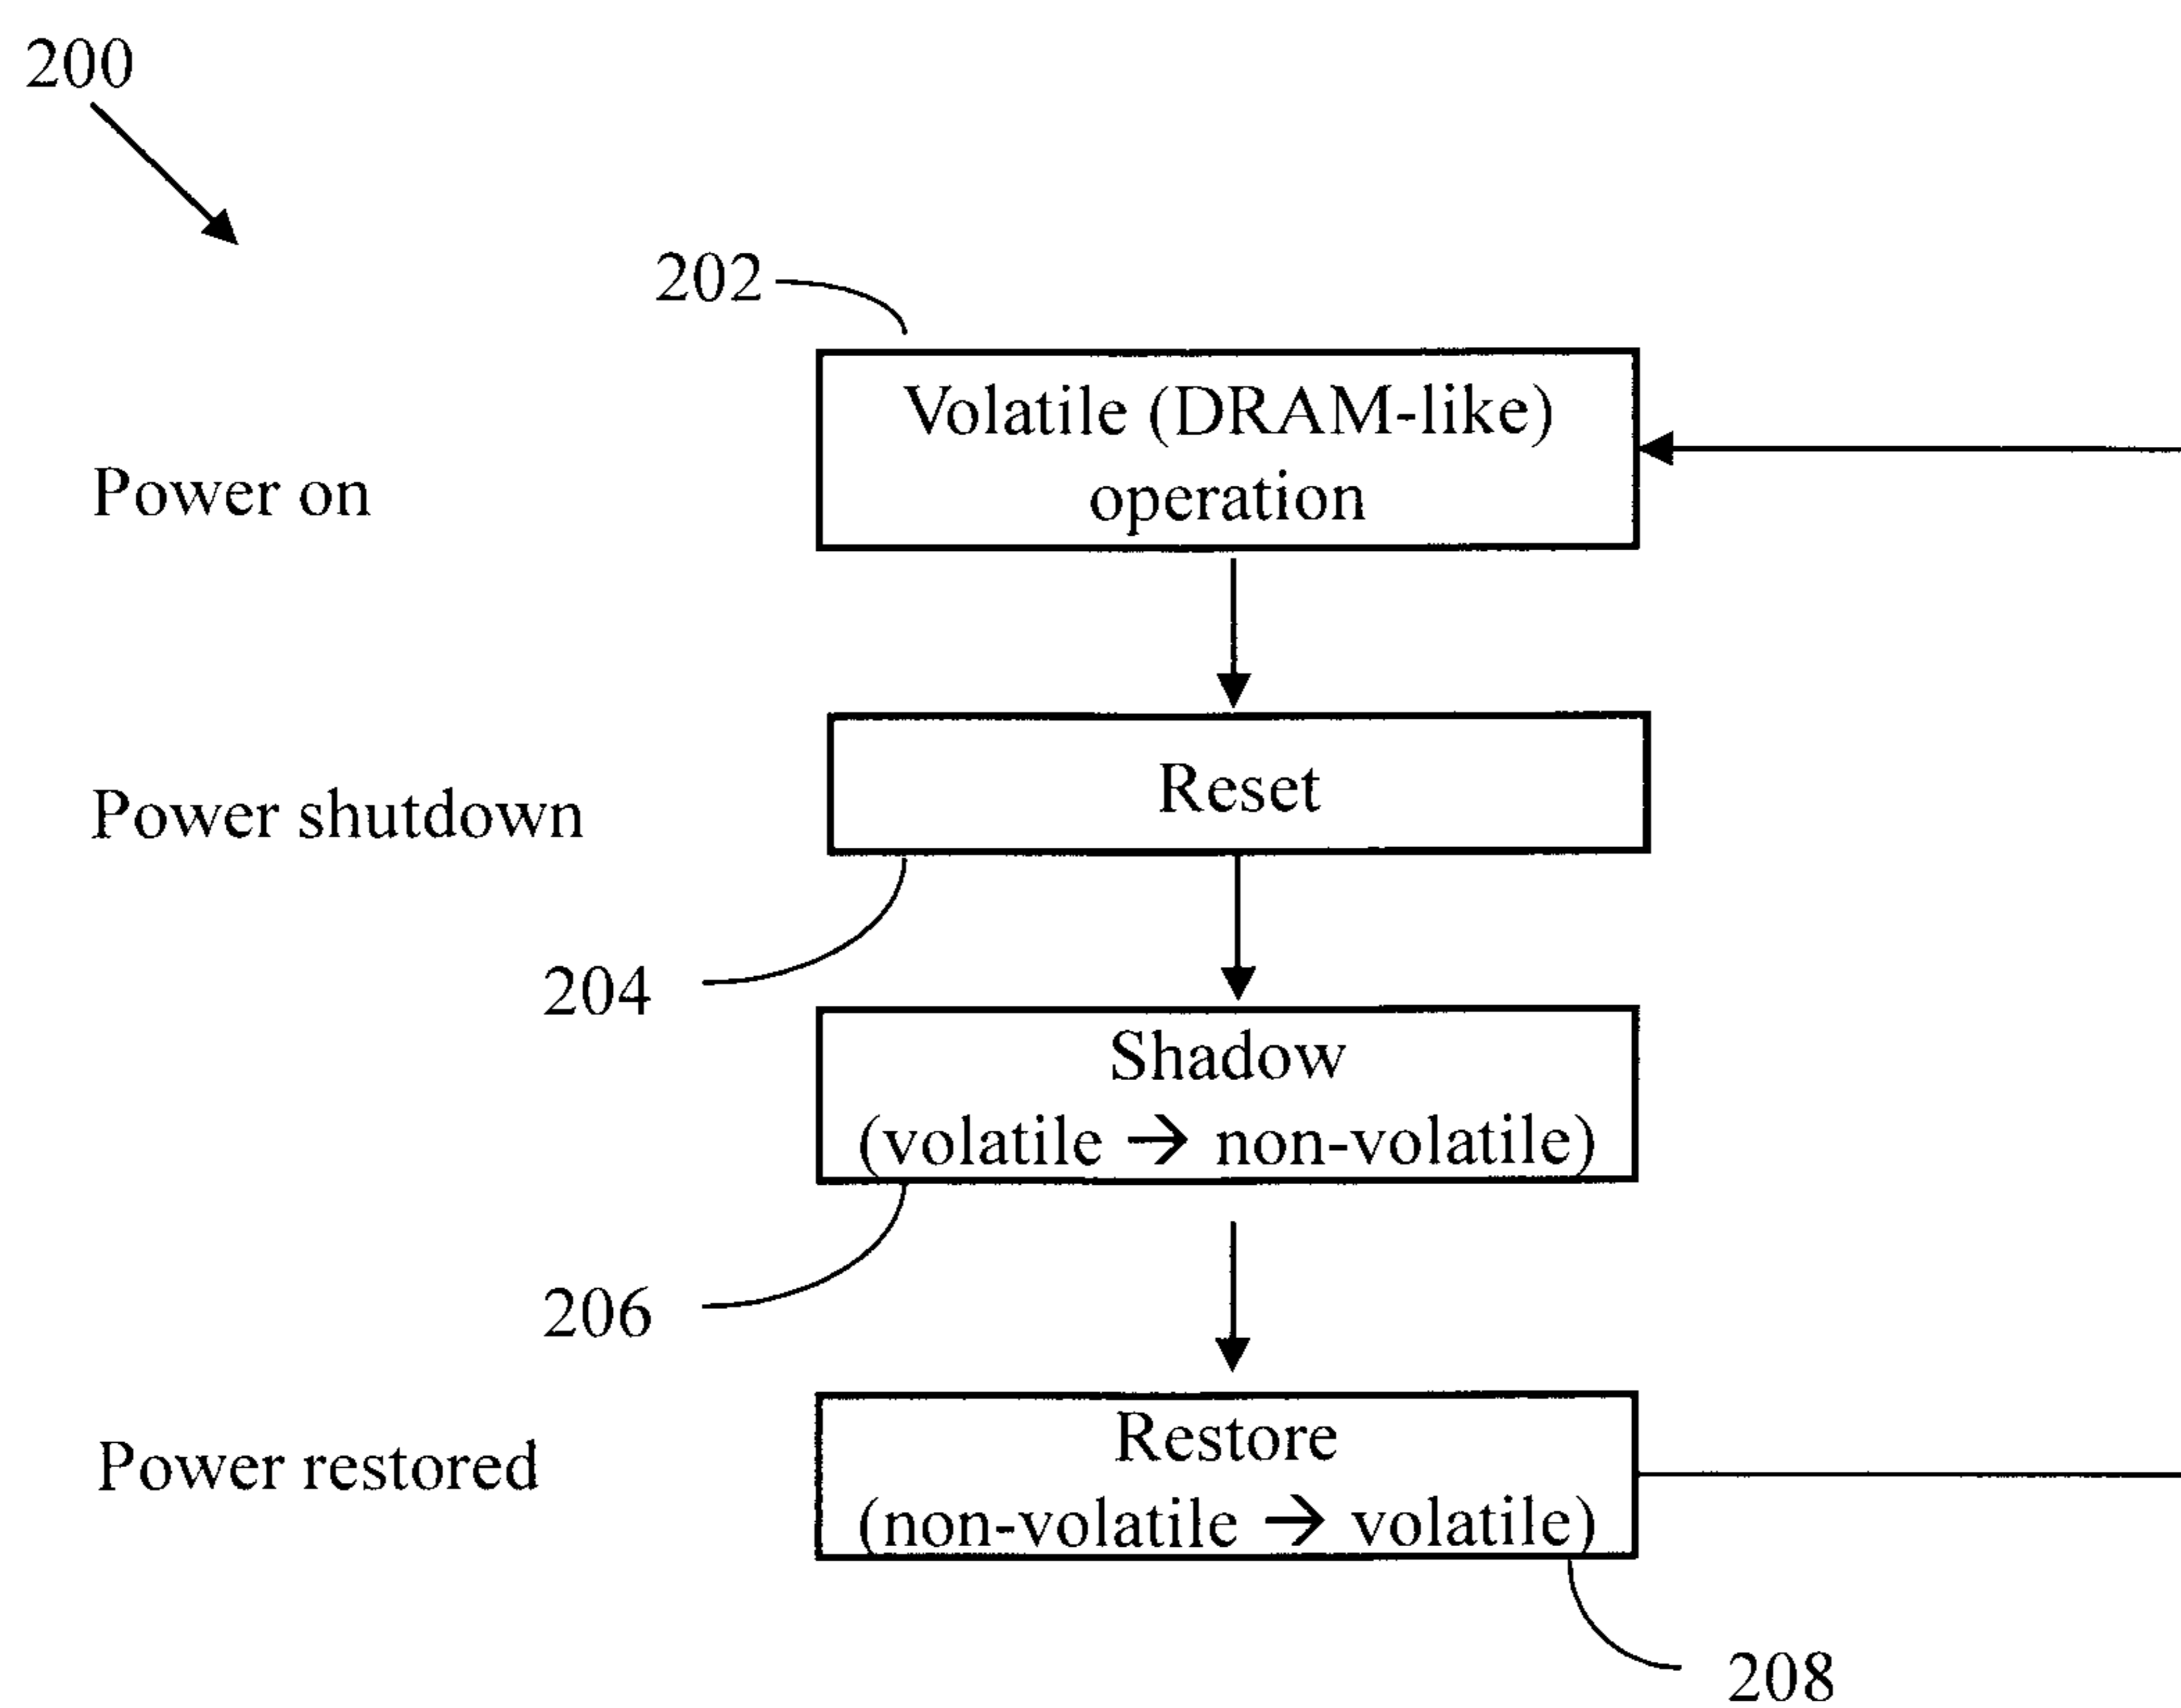 200
202
Volatile (DRAM-like)
operation
Power on
Reset
Power shutdown
204
Shadow
(volatile → non-volatile)
206
Restore
Power restored
(non-volatile → volatile)
208